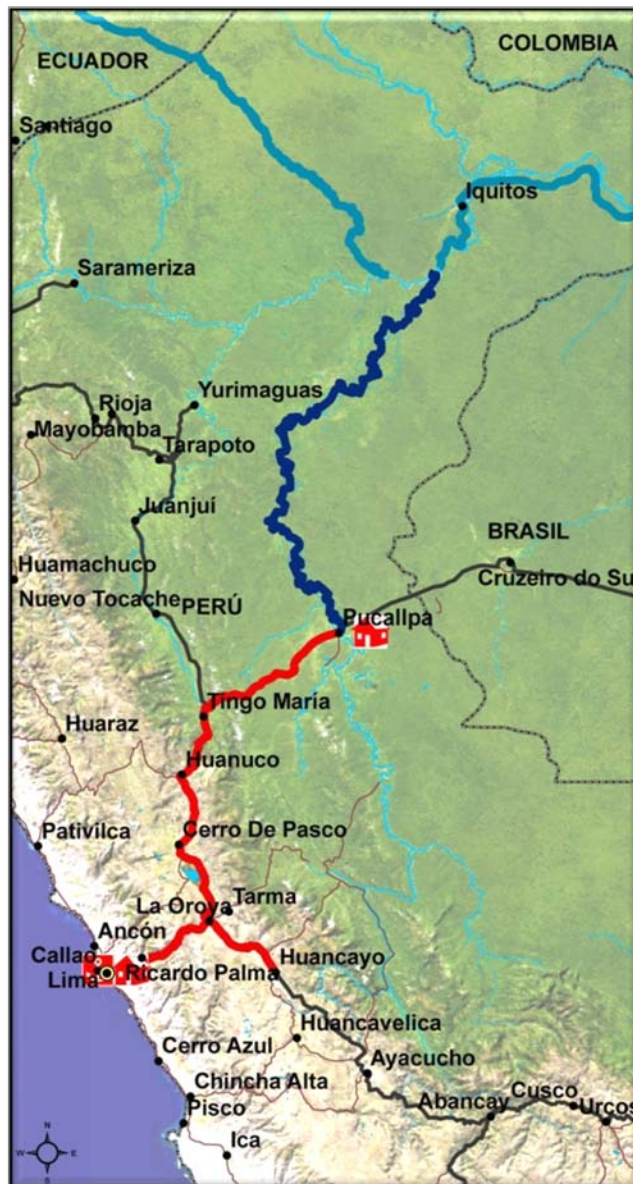 COLOMBIA
ECUADOR
Santiago
Iquitos
Sarameriza
Yurimaguas
Rioja
Mayobamba
Tarapoto
Juanjuí
BRASIL
Huamachuco
Cruzeiro do Su
Nuevo Tocache
PERÚ
Pucallpa
Tingo María
Huaraz
Huanuco
Pativilca
Cerro De Pasco
Tarma
La Oroya
Ancón
Callao
Huancayo
Ricardo Palma
Lima
Huancavelica
Cerro Azul
Ayacucho
Chincha Alta
Cusco
Abancay
Urcos
Pisco
Ica
N
W
E
S